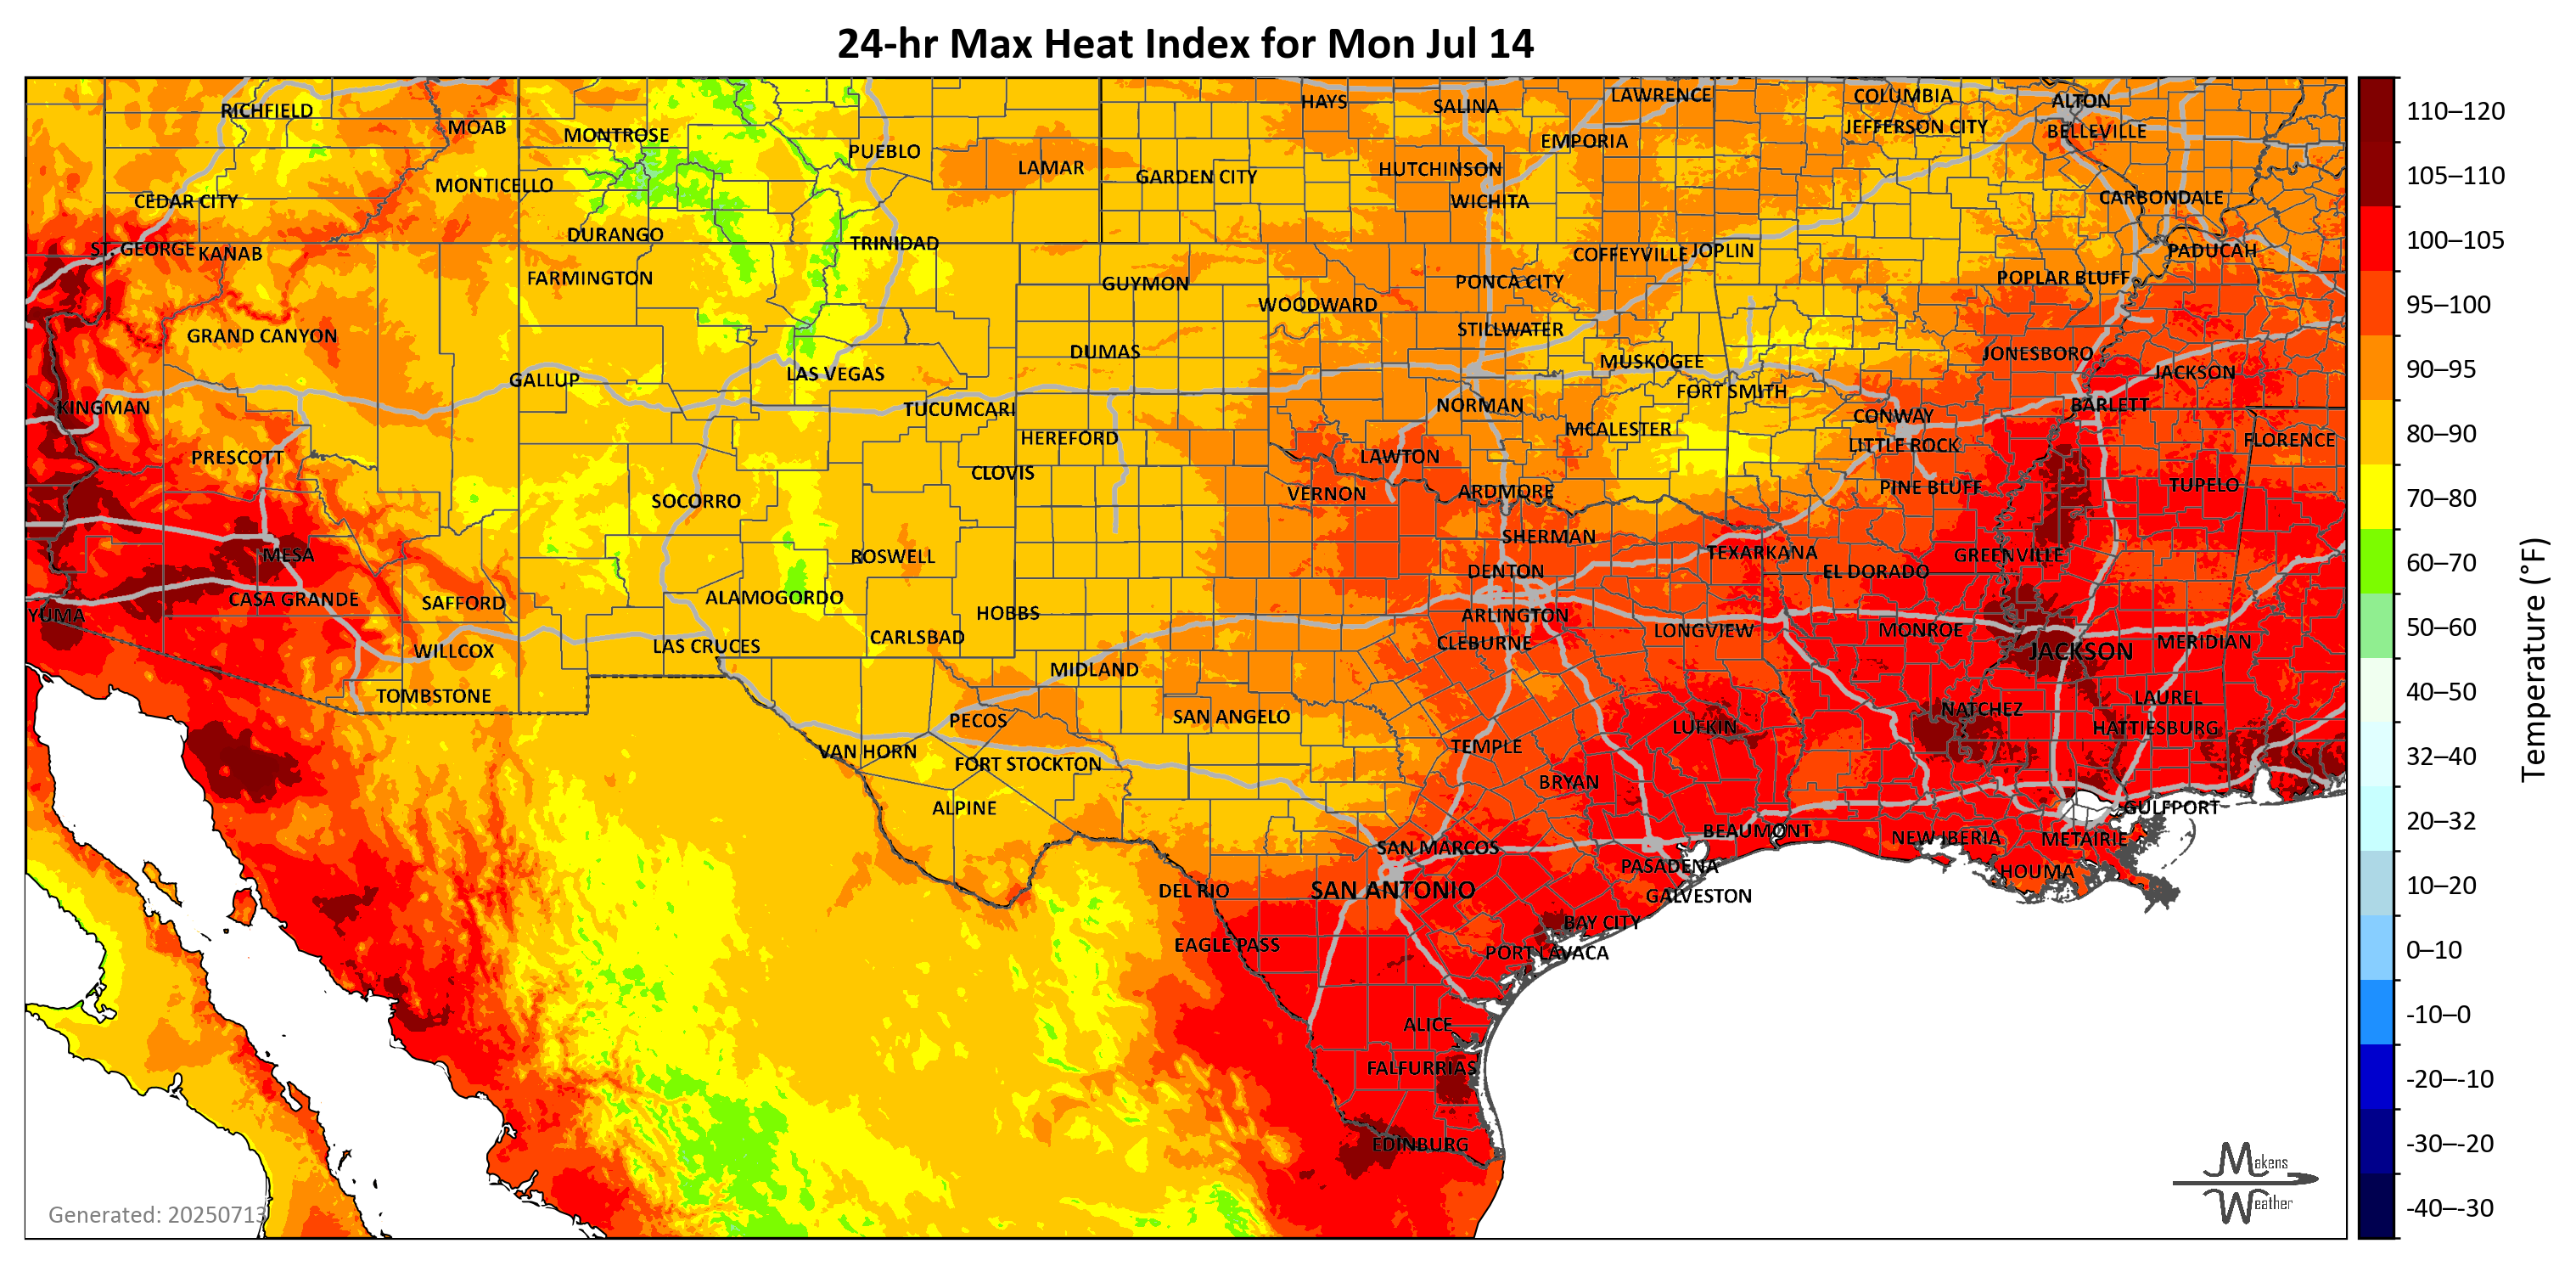 24-hr Max Heat Index for Mon Jul 14
RICHFIELD
MOAB
MONTROSE
PUEBLO
LAMAR
GARDEN CITY
HAYS
SALINA
LAWRENCE
EMPORIA
HUTCHINSON
WICHITA
COLUMBIA
JEFFERSON CITY
ALTON
BELLEVILLE
MONTICELLO
CEDAR CITY
CARBONDALE
ST. GEORGE
KANAB
DURANGO
TRINIDAD
COFFEYVILLE
JOPLIN
PADUCAH
FARMINGTON
GUYMON
PONCA CITY
POPLAR BLUFF
WOODWARD
GRAND CANYON
STILLWATER
DUMAS
MUSKOGEE
JONESBORO
GALLUP
LAS VEGAS
FORT SMITH
JACKSON
KINGMAN
TUCUMCARI
NORMAN
CONWAY
BARLETT
HEREFORD
MCALESTER
LITTLE ROCK
FLORENCE
PRESCOTT
CLOVIS
LAWTON
SOCORRO
VERNON
ARDMORE
PINE BLUFF
TUPELO
MESA
ROSWELL
SHERMAN
TEXARKANA
GREENVILLE
DENTON
EL DORADO
CASA GRANDE
SAFFORD
ALAMOGORDO
HOBBS
ARLINGTON
YUMA
WILLCOX
LAS CRUCES
CARLSBAD
CLEBURNE
LONGVIEW
MONROE
JACKSON
MERIDIAN
TOMBSTONE
MIDLAND
LAUREL
PECOS
SAN ANGELO
LUFKIN
NATCHEZ
HATTIESBURG
VAN HORN
FORT STOCKTON
TEMPLE
BRYAN
ALPINE
GULFPORT
SAN MARCOS
BEAUMONT
NEW IBERIA
METAIRIE
DEL RIO
SAN ANTONIO
PASADENA
GALVESTON
HOUMA
BAY CITY
EAGLE PASS
PORT LAVACA
ALICE
FALFURRIAS
EDINBURG
110–120
105–110
100–105
95–100
90–95
80–90
70–80
60–70
50–60
40–50
32–40
20–32
10–20
0–10
-10–0
-20–-10
-30–-20
-40–-30
Temperature (°F)
Generated: 20250713
Makens
Weather